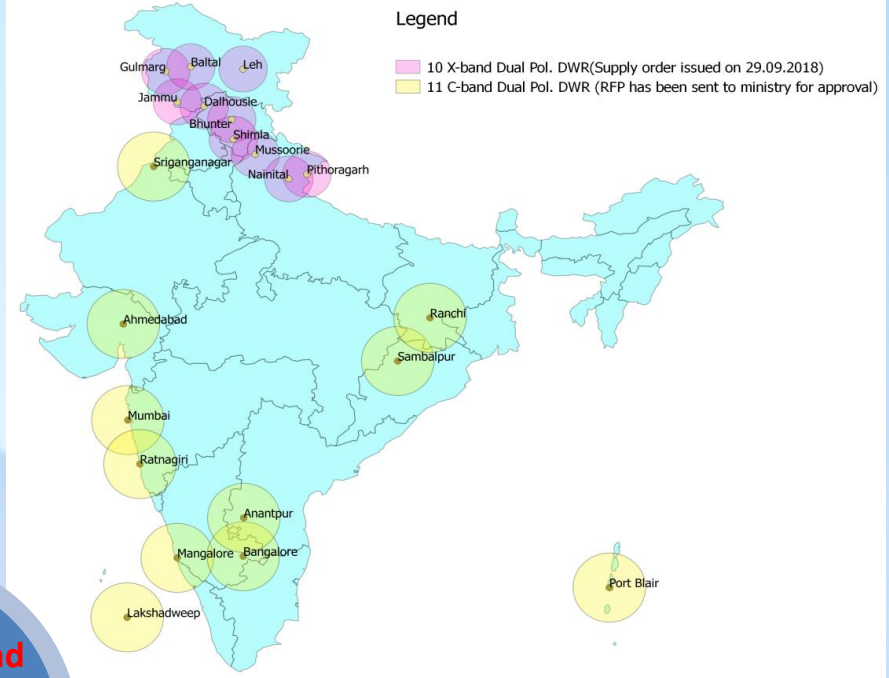 Legend
10 X-band Dual Pol. DWR(Supply order issued on 29.09.2018)
11 C-band Dual Pol. DWR (RFP has been sent to ministry for approval)
Gulmarg
Baltal
Leh
Jammu
Dalhousie
Bhunter
Shimla
Mussoorie
Sriganganagar
Nainital
Pithoragarh
Ahmedabad
Ranchi
Sambalpur
Mumbai
Ratnagiri
Anantpur
Mangalore
Bangalore
Port Blair
Lakshadweep